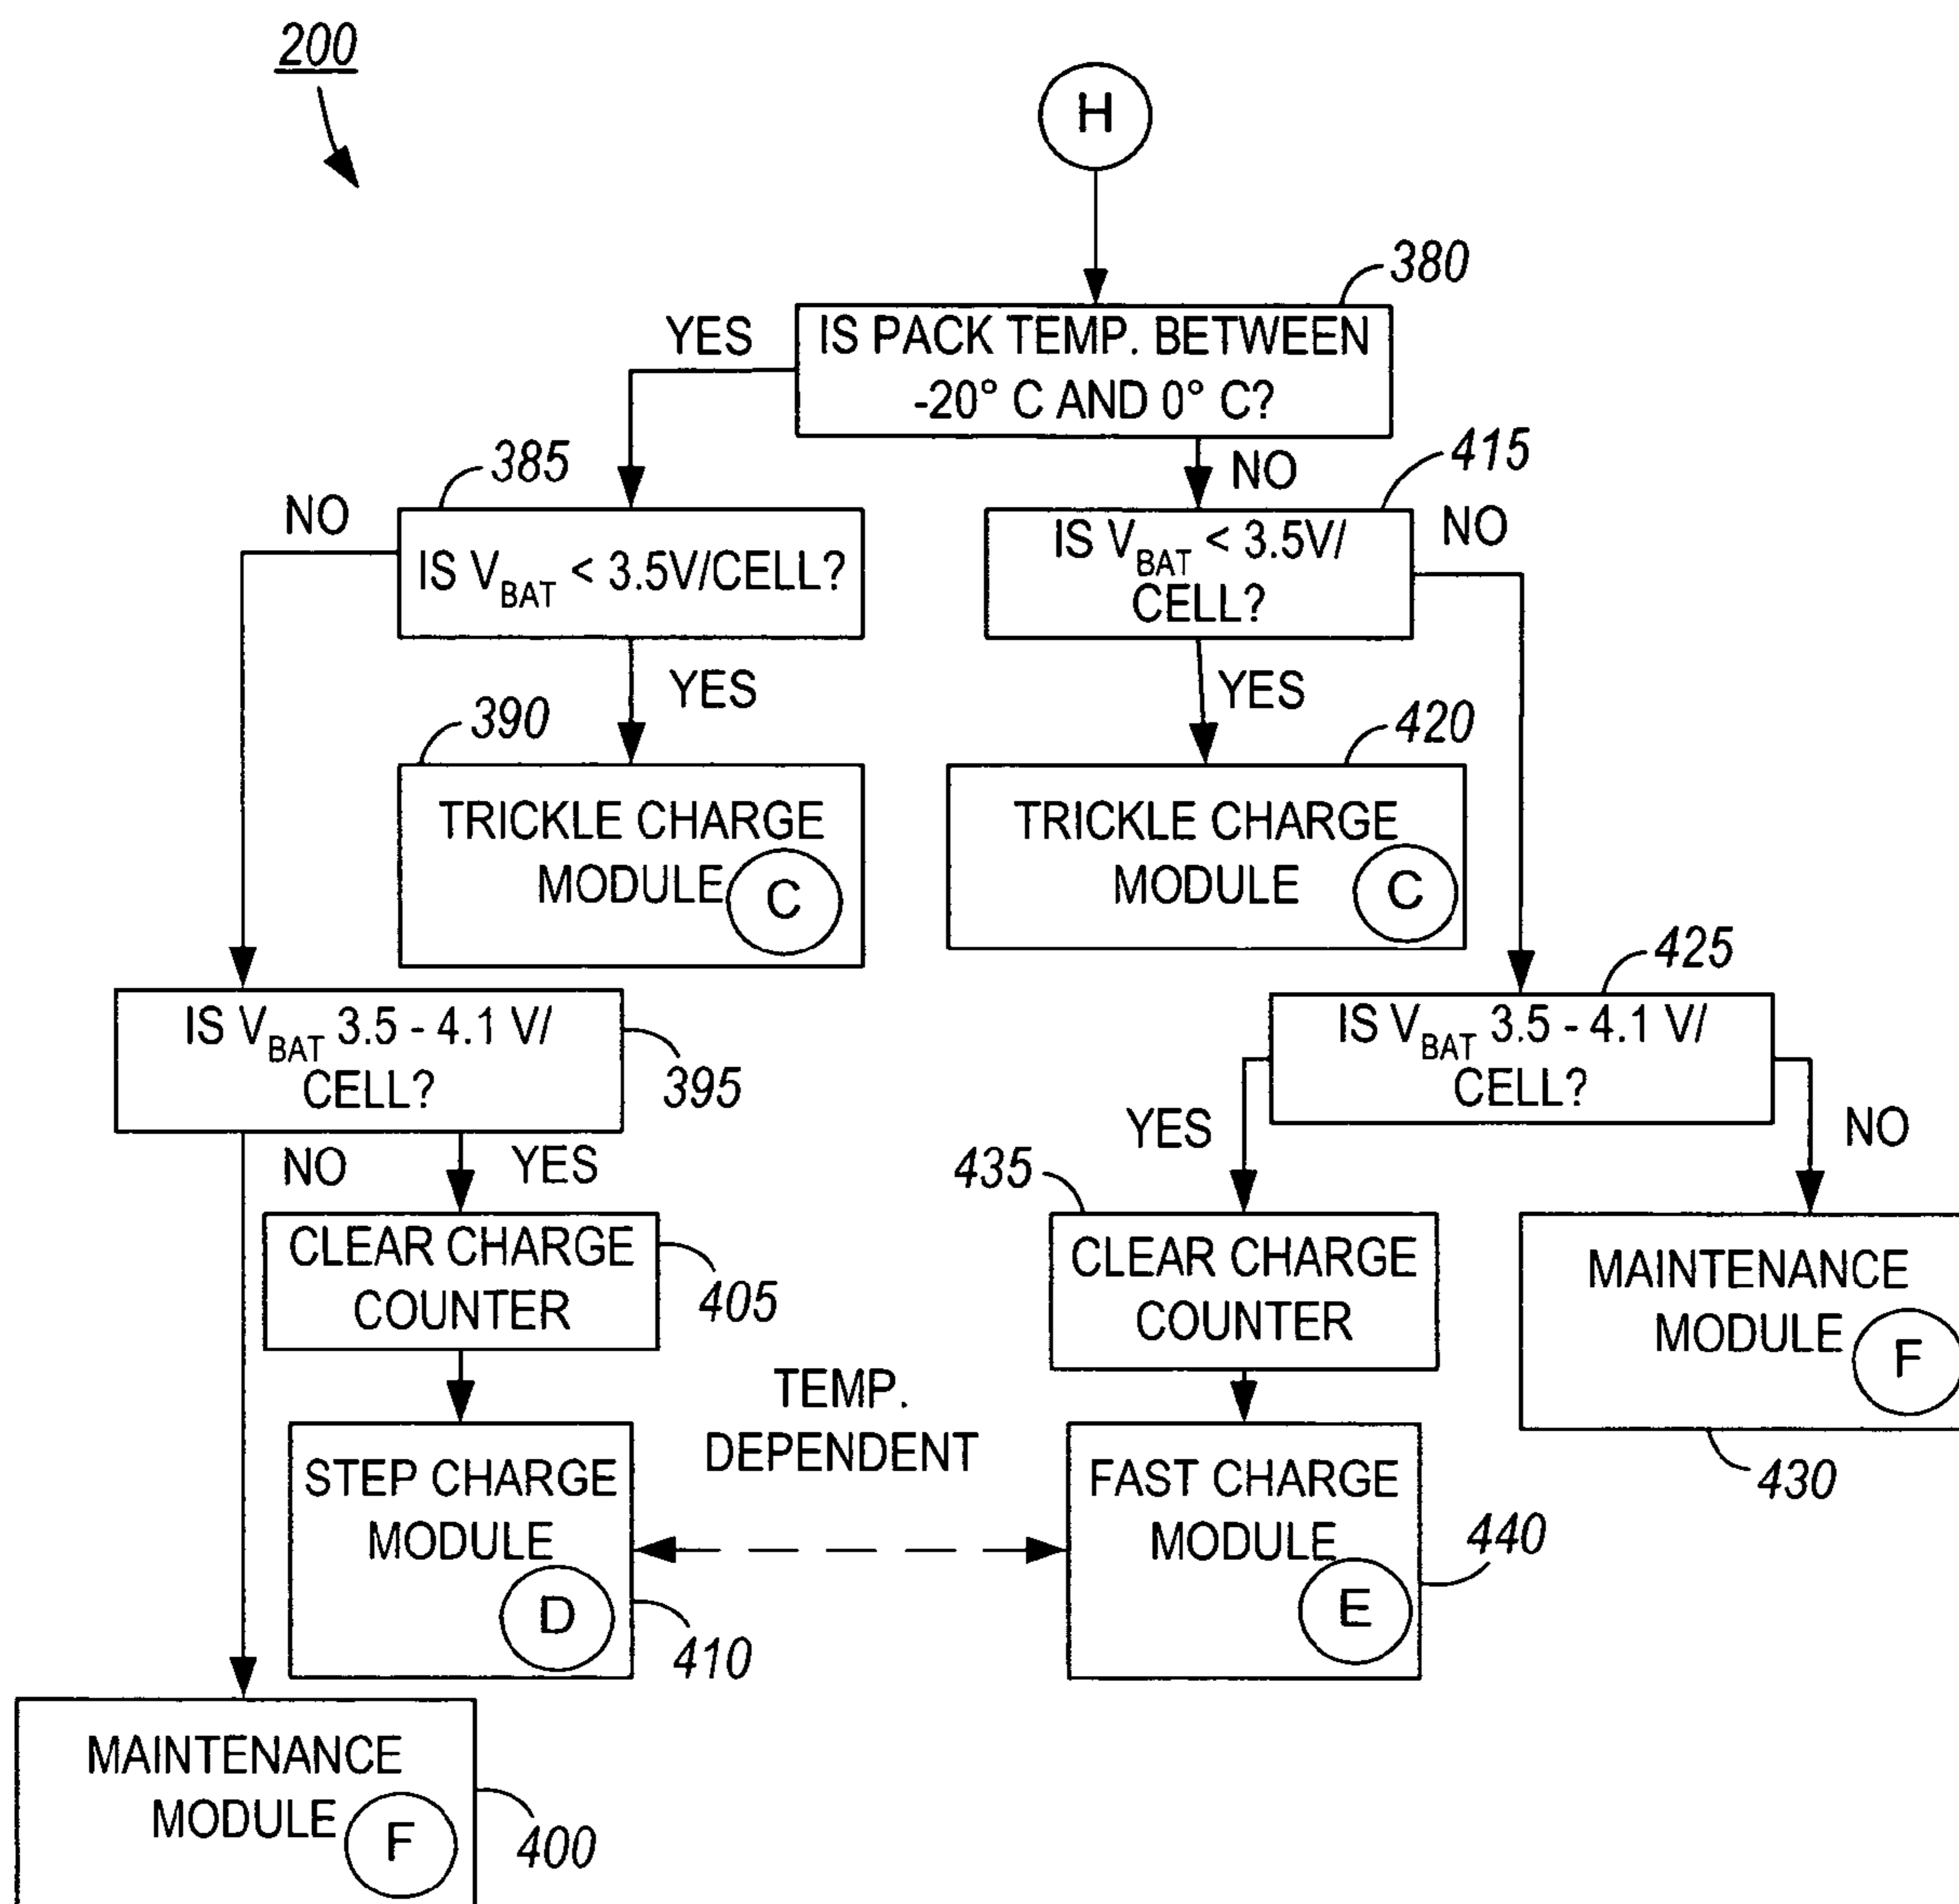 200
H
380
IS PACK TEMP. BETWEEN
-20° C AND 0° C?
YES
NO
385
IS VBAT < 3.5V/CELL?
NO
YES
415
IS VBAT < 3.5V/
CELL?
NO
YES
390
TRICKLE CHARGE
MODULE C
420
TRICKLE CHARGE
MODULE C
395
IS VBAT 3.5 - 4.1 V/
CELL?
NO
YES
425
IS VBAT 3.5 - 4.1 V/
CELL?
YES
NO
CLEAR CHARGE
COUNTER
405
435
CLEAR CHARGE
COUNTER
MAINTENANCE
MODULE F
430
STEP CHARGE
MODULE
D
410
TEMP.
DEPENDENT
FAST CHARGE
MODULE
E
440
MAINTENANCE
MODULE F
400